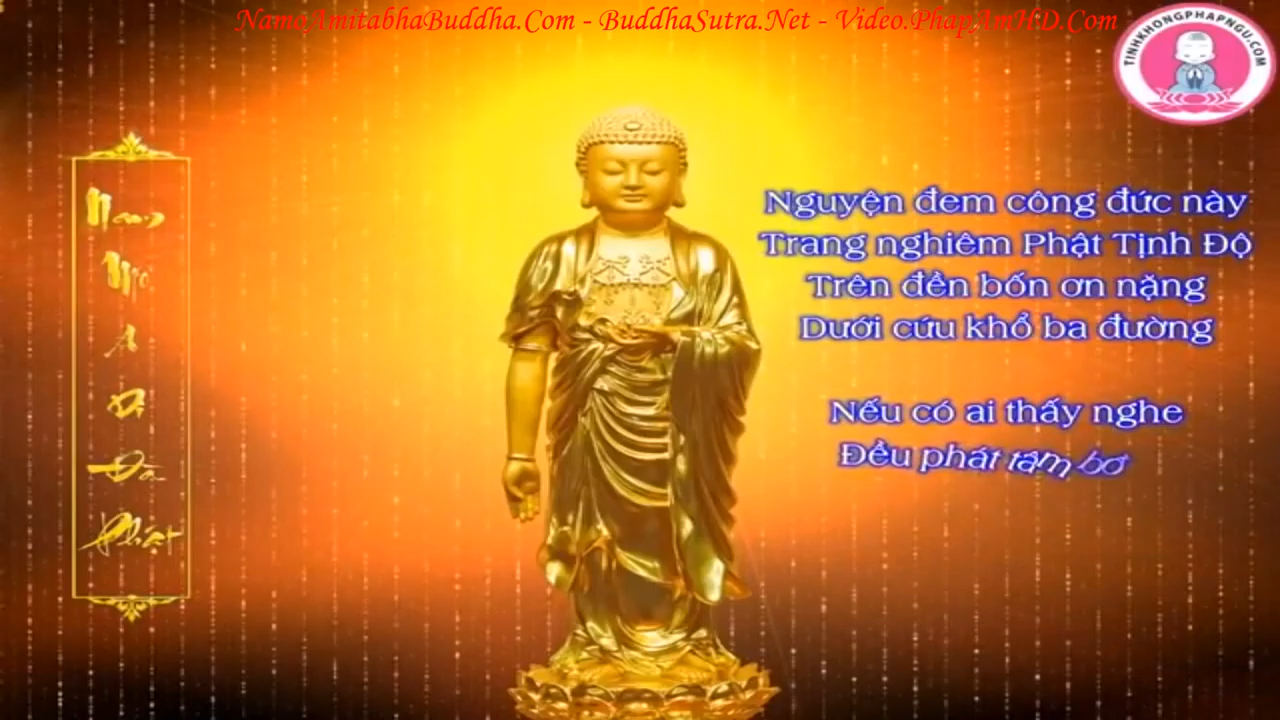 NamoAmitabhaBuddha.Com - BuddhaSutra.Net - Video.PhapAmHD.Com
TINHKHONGPHAPNGU.COM
Nam
Mô
A
Di
Đà
Phật
Nguyện đem công đức này
Trang nghiêm Phật Tịnh Độ
Trên đền bốn ơn nặng
Dưới cứu khổ ba đường
Nếu có ai thấy nghe
Đều phát tâm bơ